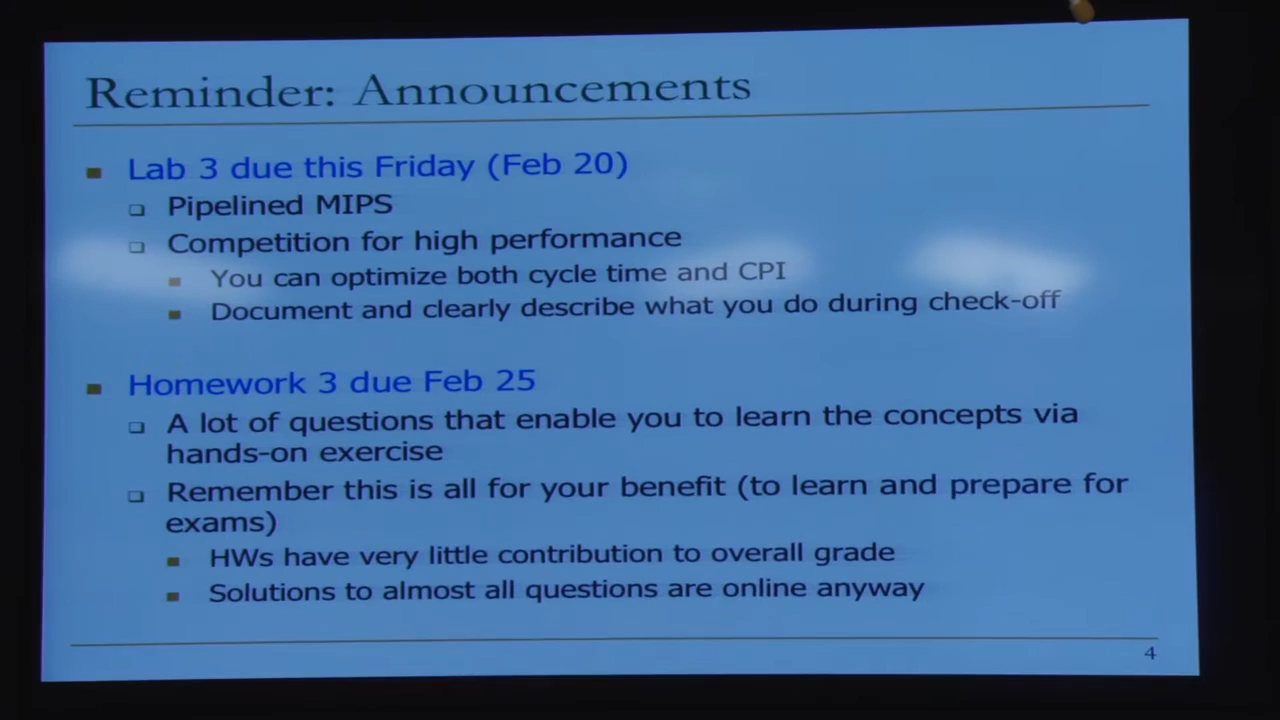 Reminder: Announcements
Lab 3 due this Friday (Feb 20)
Pipelined MIPS
Competition for high performance
You can optimize both cycle time and CPI
Document and clearly describe what you do during check-off
Homework 3 due Feb 25
A lot of questions that enable you to learn the concepts via
hands-on exercise
Remember this is all for your benefit (to learn and prepare for
exams)
HWs have very little contribution to overall grade
Solutions to almost all questions are online anyway
4